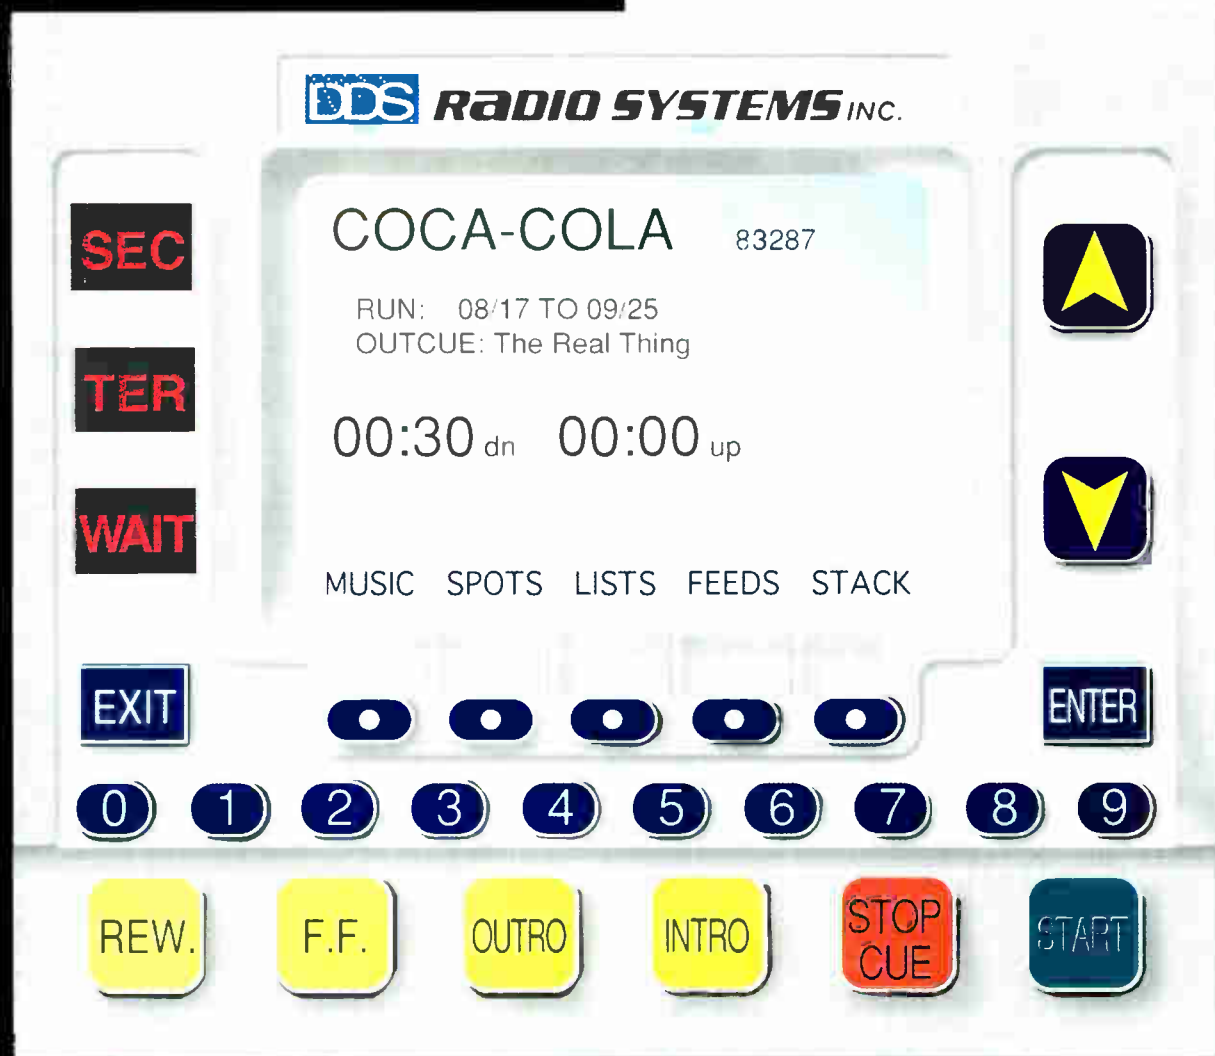 DDS RADIO SYSTEMS INC.
COCA-COLA 83287
SEC
RUN: 08/17 TO 09/25
OUTCUE: The Real Thing
TER
00:30 dn 00:00 up
WAIT
MUSIC SPOTS LISTS FEEDS STACK
EXIT
ENTER
0 1 2 3 4 5 6 7 8 9
REW. F.F. OUTRO INTRO STOP CUE START